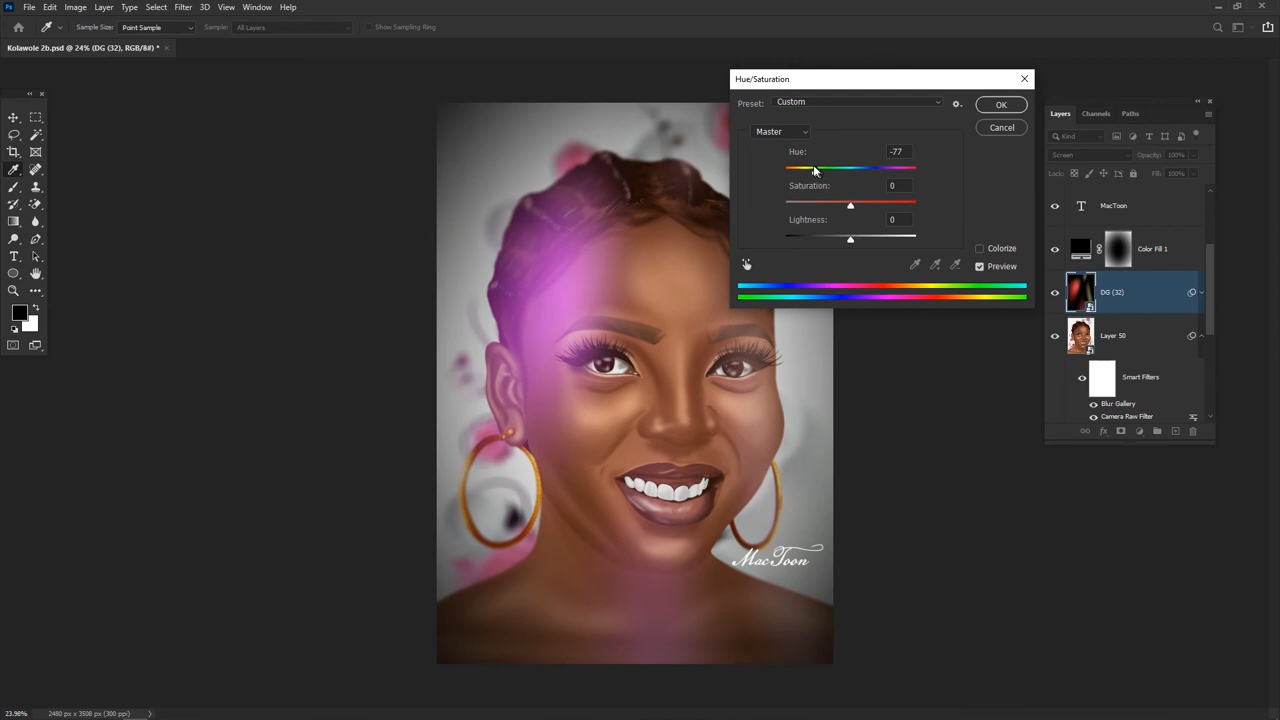 Ps File Edit Image Layer Type Select Filter 3D View Window Help
Sample Size: Point Sample Sample: All Layers Show Sampling Ring
Kolawole 2b.psd @ 24% (DG (32), RGB/8#) *
Hue/Saturation
Preset: Custom
OK
Cancel
Master
Hue: -77
Saturation: 0
Lightness: 0
Colorize
Preview
Layers Channels Paths
Kind
Screen Opacity: 100%
Lock: Fill: 100%
T MacToon
Color Fill 1
DG (32)
Layer 50
Smart Filters
Blur Gallery
Camera Raw Filter
MacToon
23.98% 2480 px x 3508 px (300 ppi)